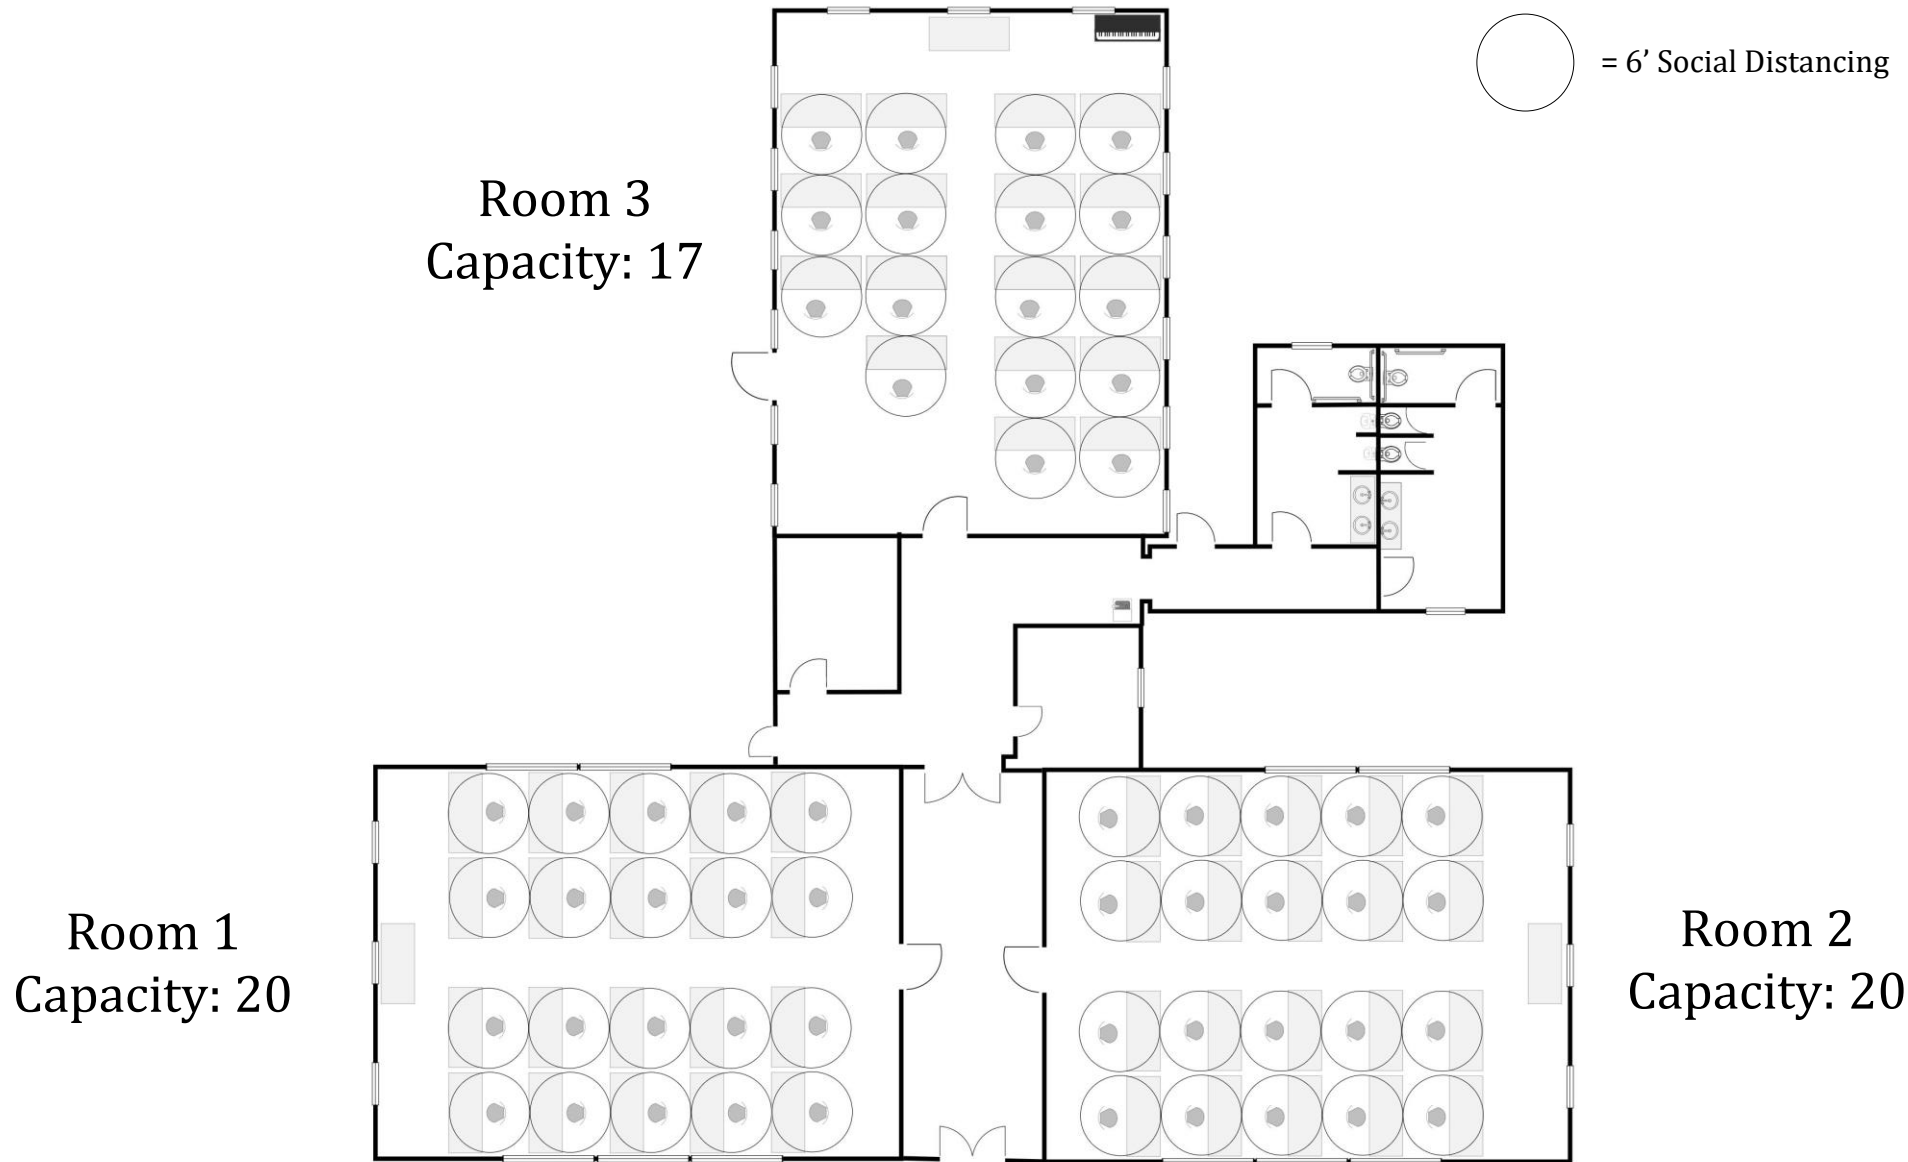 = 6’ Social Distancing
Room 3
Capacity: 17
Room 1
Capacity: 20
Room 2
Capacity: 20